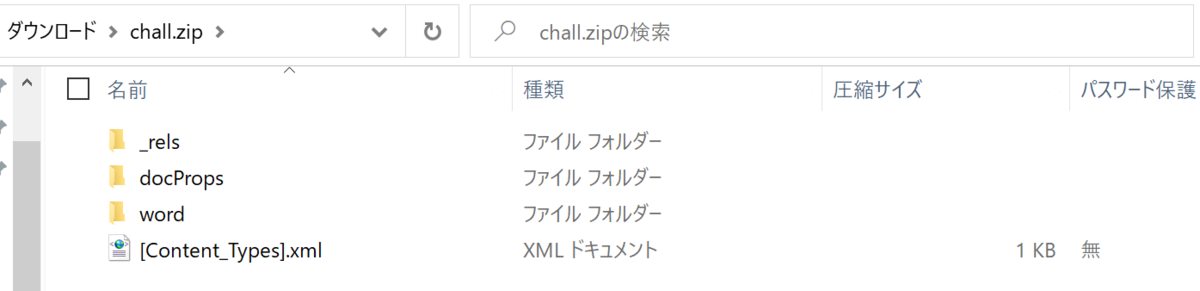 ダウンロード > chall.zip >
chall.zipの検索
名前 種類 圧縮サイズ パスワード保護
_rels ファイル フォルダー
docProps ファイル フォルダー
word ファイル フォルダー
[Content_Types].xml XML ドキュメント 1 KB 無